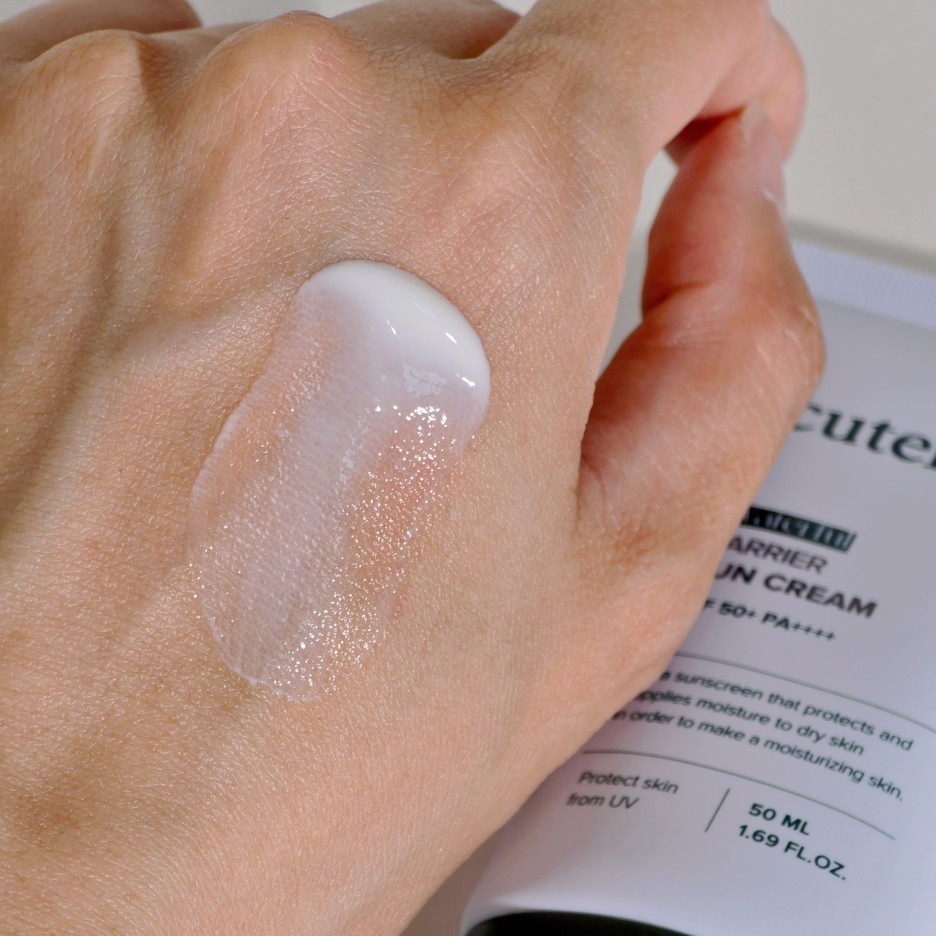 cute
ARRIER
UN CREAM
F 50+ PA++++
a sunscreen that protects and
pplies moisture to dry skin
n order to make a moisturizing skin.
Protect skin
from UV
50 ML
1.69 FL.OZ.